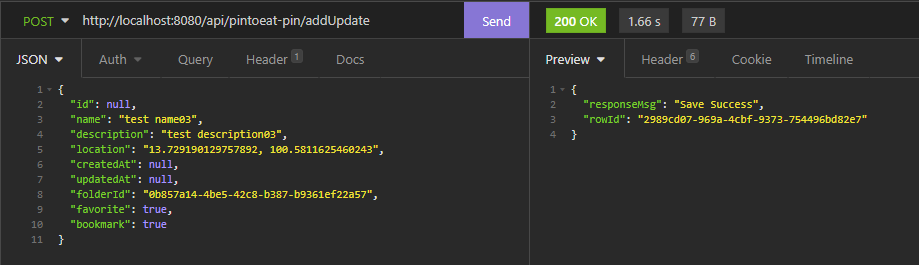 POST http://localhost:8080/api/pintoeat-pin/addUpdate Send 200 OK 1.66 s 77 B
JSON Auth Query Header 1 Docs Preview Header 6 Cookie Timeline
1 {
2 "id": null,
3 "name": "test name03",
4 "description": "test description03",
5 "location": "13.729190129757892, 100.5811625460243",
6 "createdAt": null,
7 "updatedAt": null,
8 "folderId": "0b857a14-4be5-42c8-b387-b9361ef22a57",
9 "favorite": true,
10 "bookmark": true
11 }
1 {
2 "responseMsg": "Save Success",
3 "rowId": "2989cd07-969a-4cbf-9373-754496bd82e7"
4 }